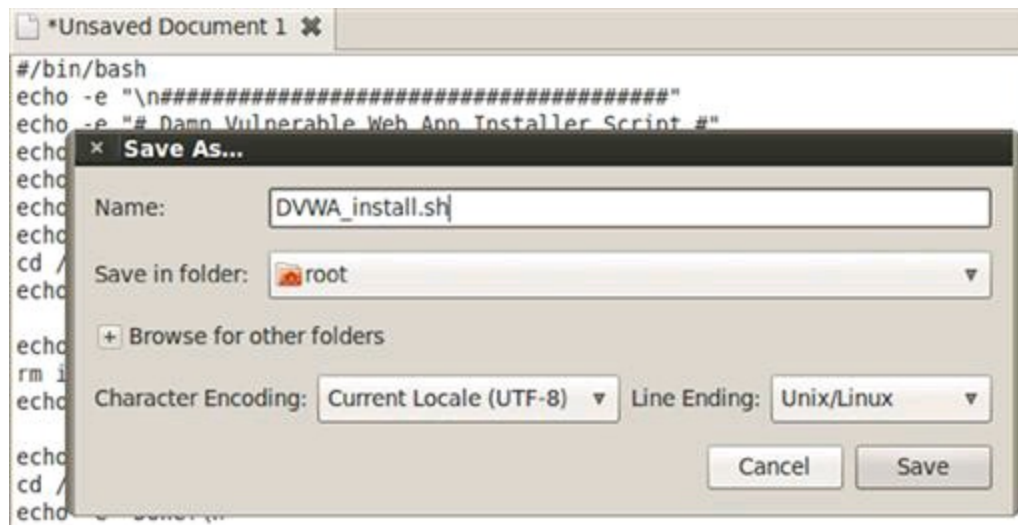 *Unsaved Document 1
#/bin/bash
echo -e "\n#######################################"
echo -e "# Damn Vulnerable Web App Installer Script #"
echo
Save As...
echo
Name: DVWA_install.sh
echo
echo
cd /
Save in folder: root
echo
Browse for other folders
echo
rm i
echo
Character Encoding: Current Locale (UTF-8) Line Ending: Unix/Linux
echo
Cancel Save
cd /
echo